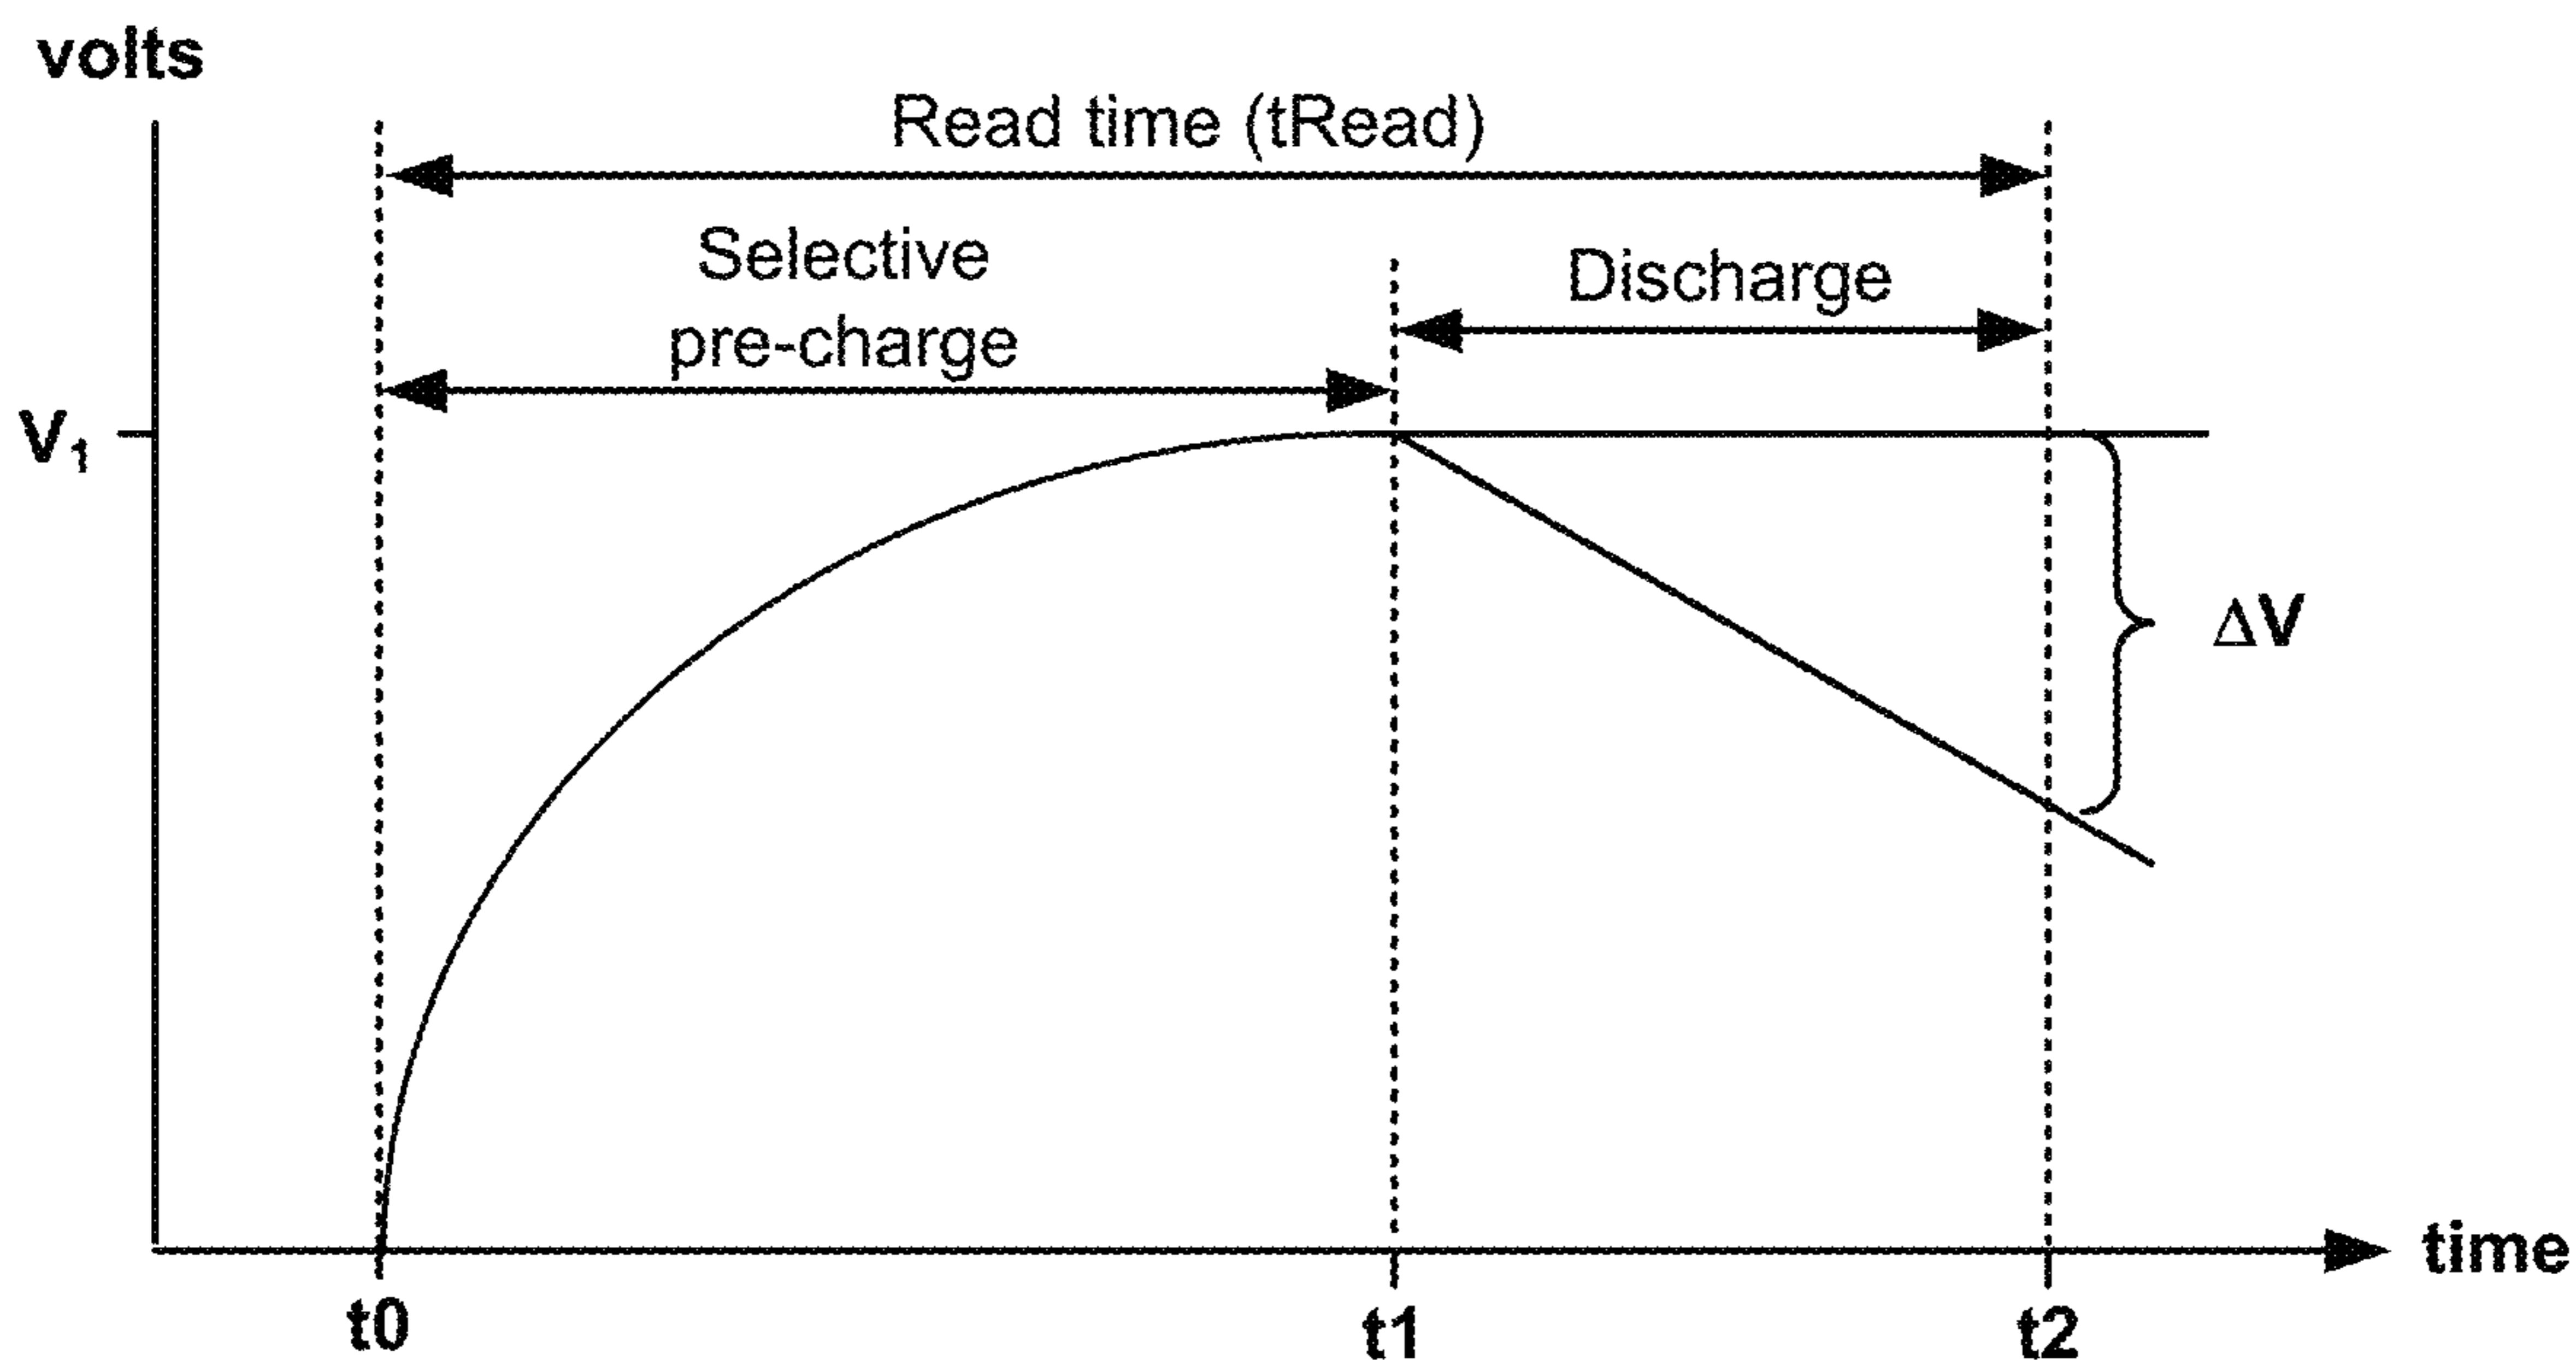 volts
Read time (tRead)
Selective
pre-charge
Discharge
V₁
ΔV
time
t0
t1
t2